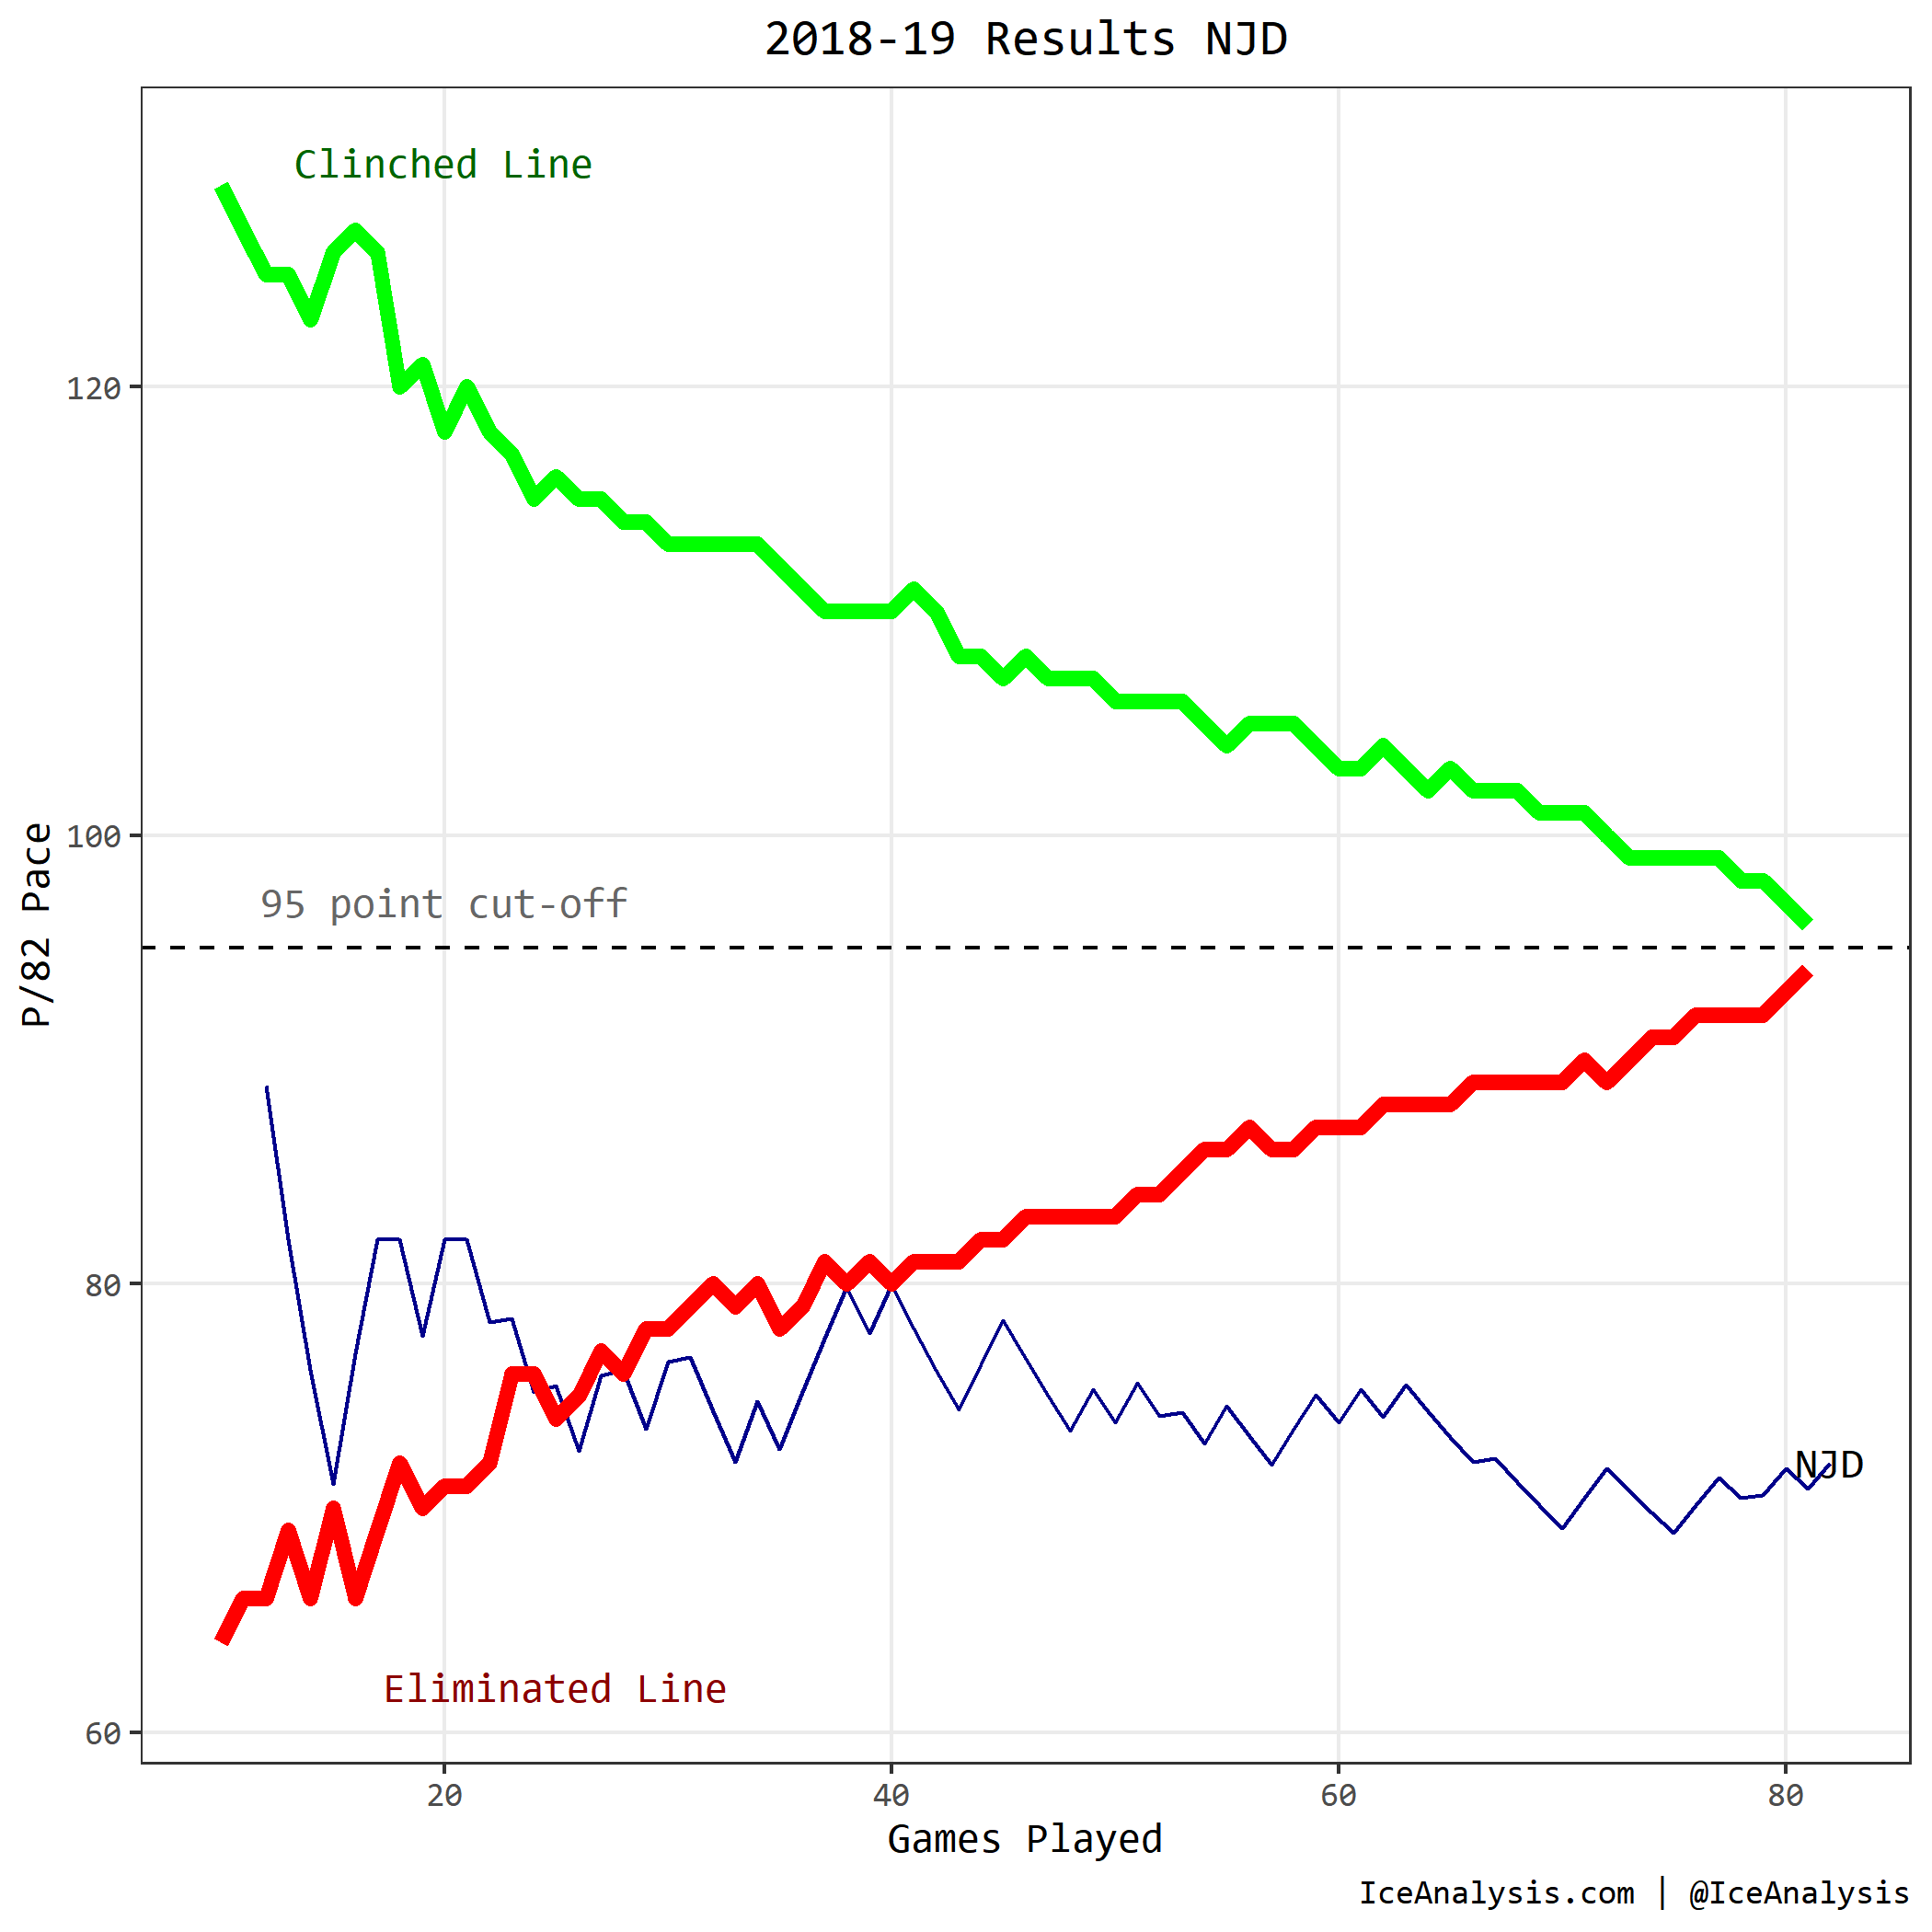 2018-19 Results NJD
Clinched Line
120
100
95 point cut-off
P/82 Pace
80
NJD
Eliminated Line
60
20 40 60 80
Games Played
IceAnalysis.com | @IceAnalysis